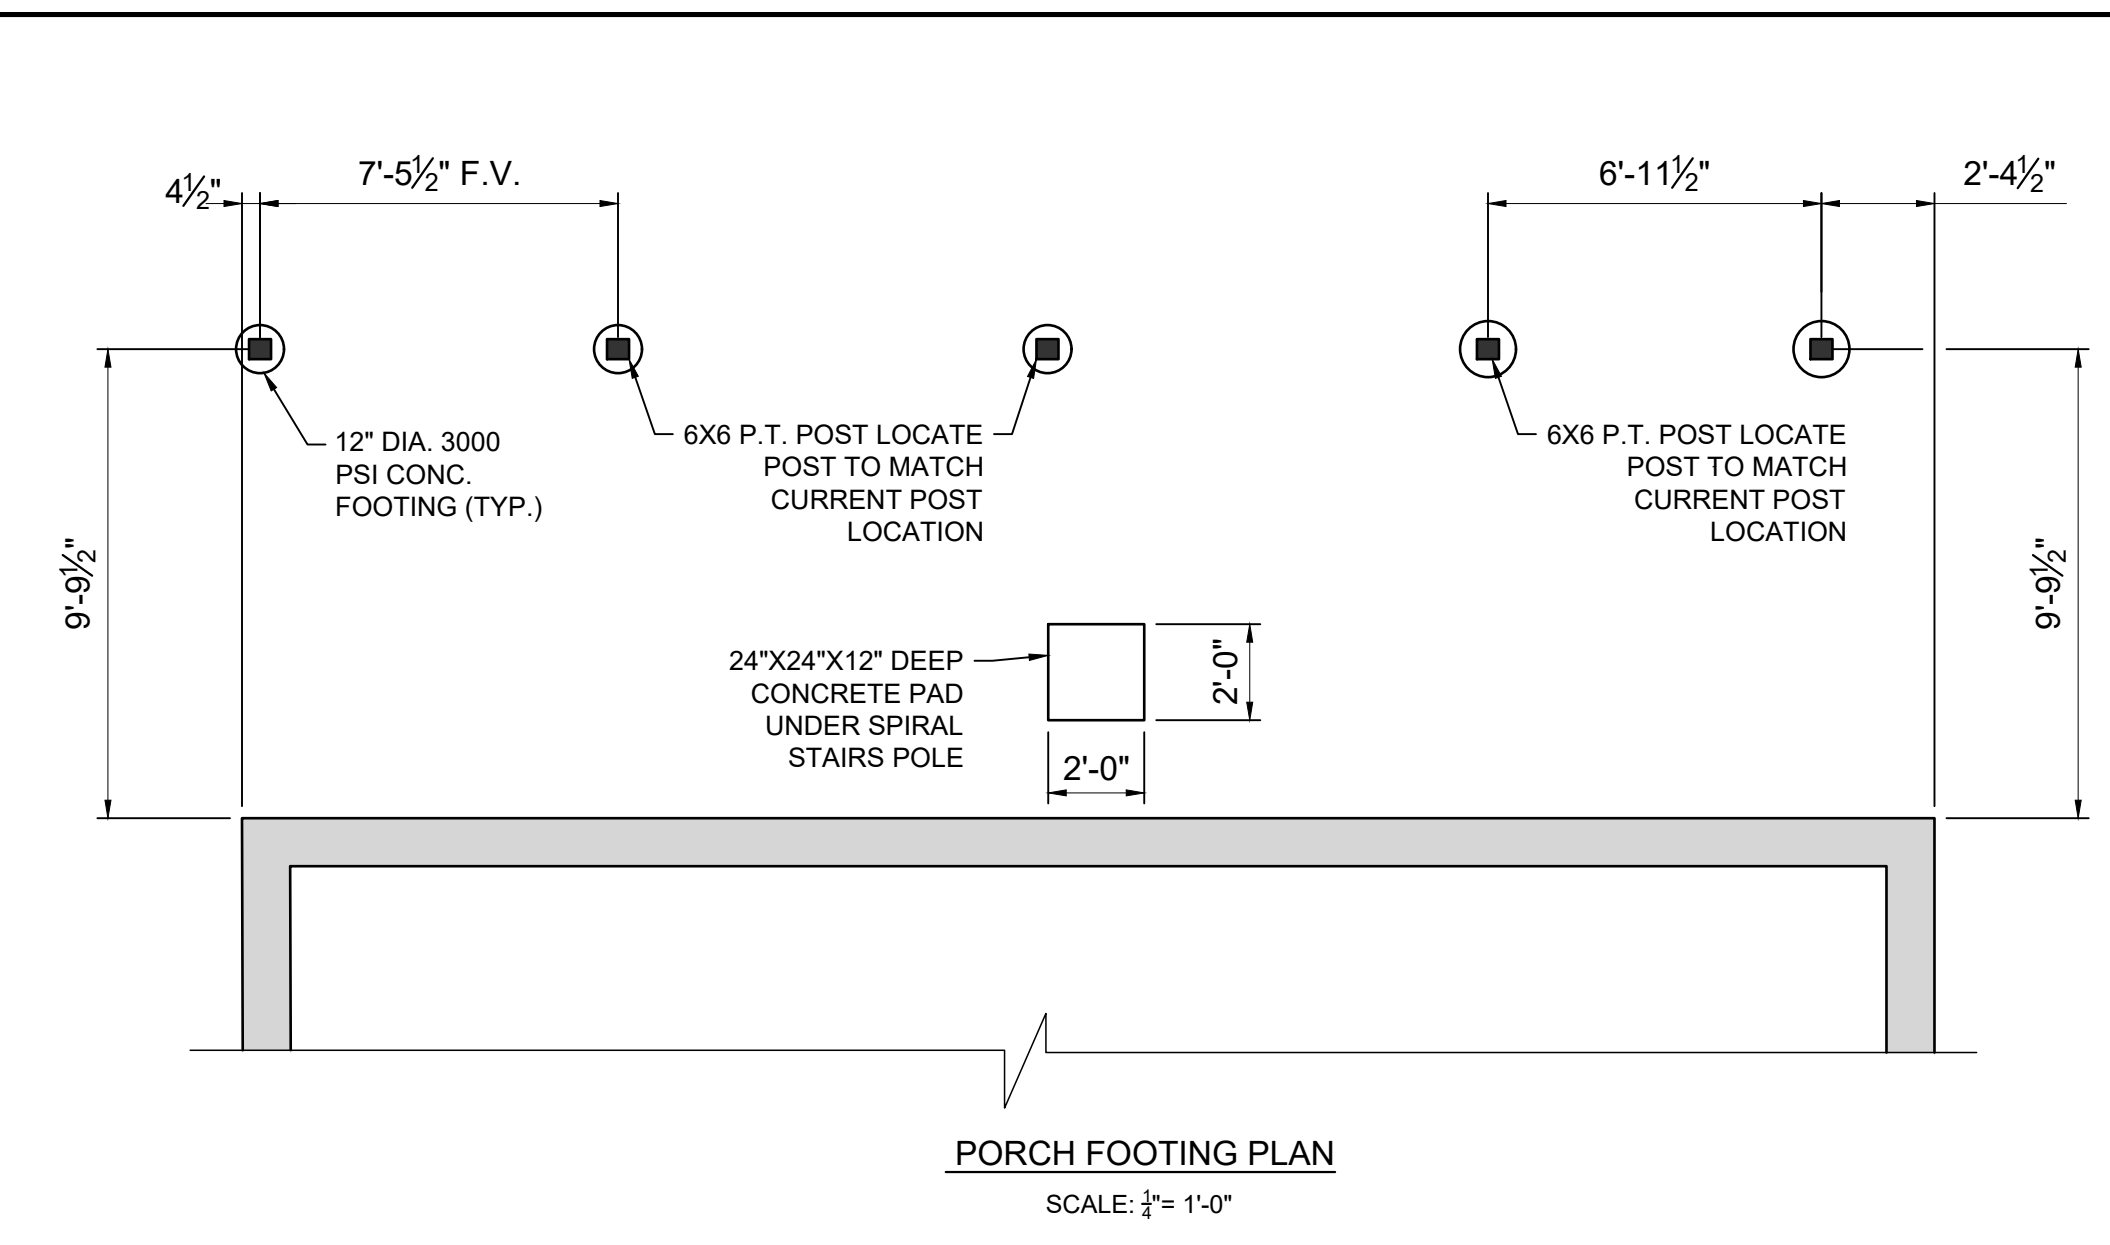 4½"
7'-5½" F.V.
6'-11½"
2'-4½"
12" DIA. 3000
PSI CONC.
FOOTING (TYP.)
6X6 P.T. POST LOCATE
POST TO MATCH
CURRENT POST
LOCATION
6X6 P.T. POST LOCATE
POST TO MATCH
CURRENT POST
LOCATION
9'-9½"
9'-9½"
24"X24"X12" DEEP
CONCRETE PAD
UNDER SPIRAL
STAIRS POLE
2'-0"
2'-0"
PORCH FOOTING PLAN
SCALE: ¼"= 1'-0"